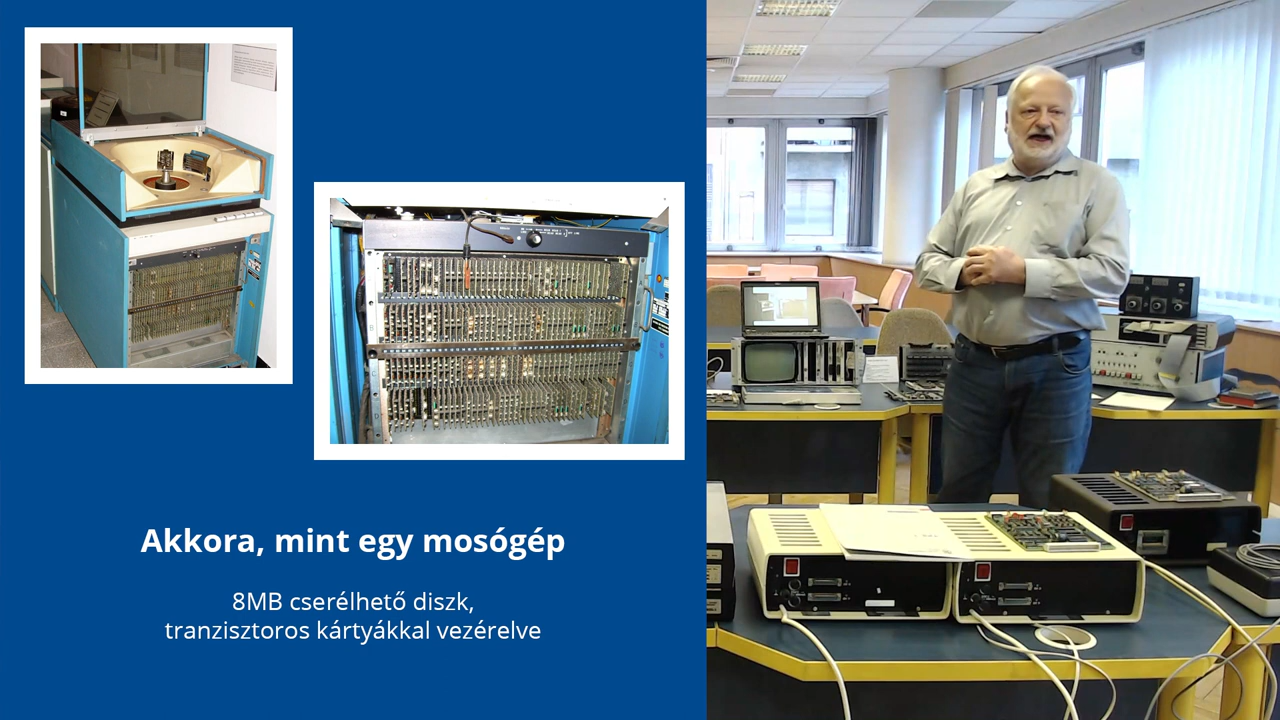 Akkora, mint egy mosógép
8MB cserélhető diszk,
tranzisztoros kártyákkal vezérelve